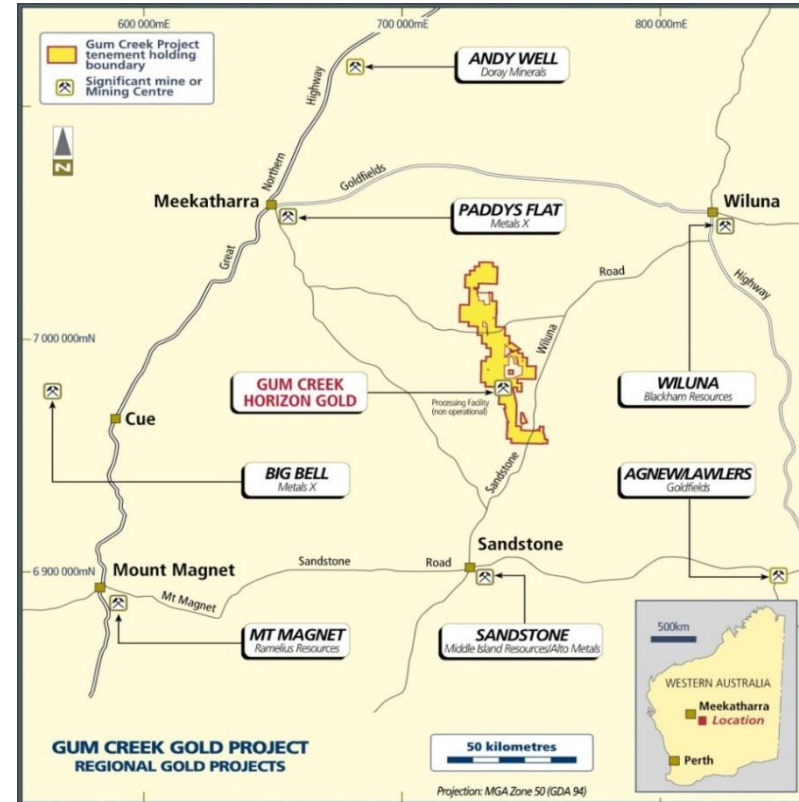 600 000mE
700 000mE
800 000mE
Gum Creek Project
tenement holding
boundary
Significant mine or
Mining Centre
N
ANDY WELL
Doray Minerals
Highway
Northern
Great
Goldfields
Meekatharra
Wiluna
PADDYS FLAT
Metals X
Road
Wiluna
Highway
7 000 000mN
GUM CREEK
HORIZON GOLD
Processing Facility
(non operational)
WILUNA
Blackham Resources
Cue
BIG BELL
Metals X
Sandstone
AGNEW/LAWLERS
Goldfields
Sandstone
6 900 000mN
Mount Magnet
Sandstone
Road
Mt Magnet
MT MAGNET
Ramelius Resources
SANDSTONE
Middle Island Resources/Alto Metals
500km
WESTERN AUSTRALIA
Meekatharra
Location
Perth
GUM CREEK GOLD PROJECT
REGIONAL GOLD PROJECTS
50 kilometres
Projection: MGA Zone 50 (GDA 94)